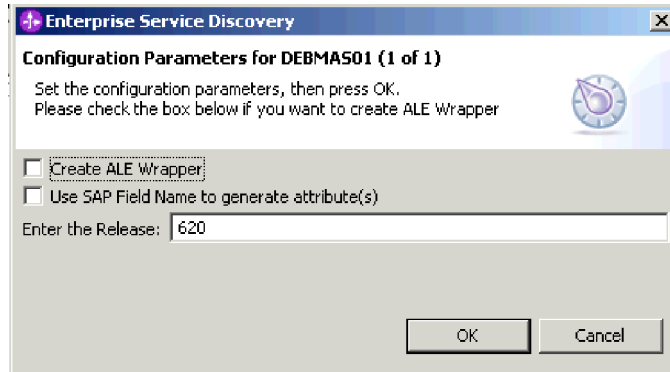 Enterprise Service Discovery
Configuration Parameters for DEBMAS01 (1 of 1)
Set the configuration parameters, then press OK.
Please check the box below if you want to create ALE Wrapper
Create ALE Wrapper
Use SAP Field Name to generate attribute(s)
Enter the Release: 620
OK Cancel